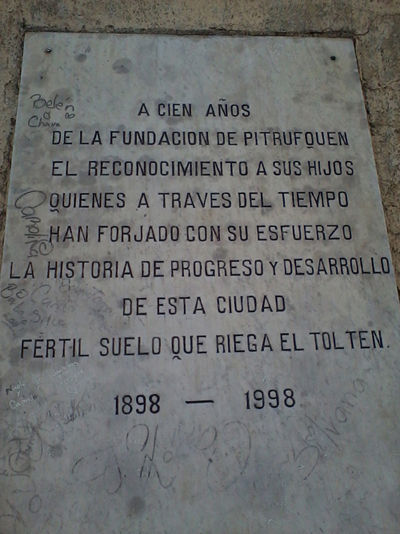 A CIEN AÑOS
DE LA FUNDACION DE PITRUFQUEN
EL RECONOCIMIENTO A SUS HIJOS
QUIENES A TRAVES DEL TIEMPO
HAN FORJADO CON SU ESFUERZO
LA HISTORIA DE PROGRESO Y DESARROLLO
DE ESTA CIUDAD
FERTIL SUELO QUE RIEGA EL TOLTEN.
1898 — 1998
Belen